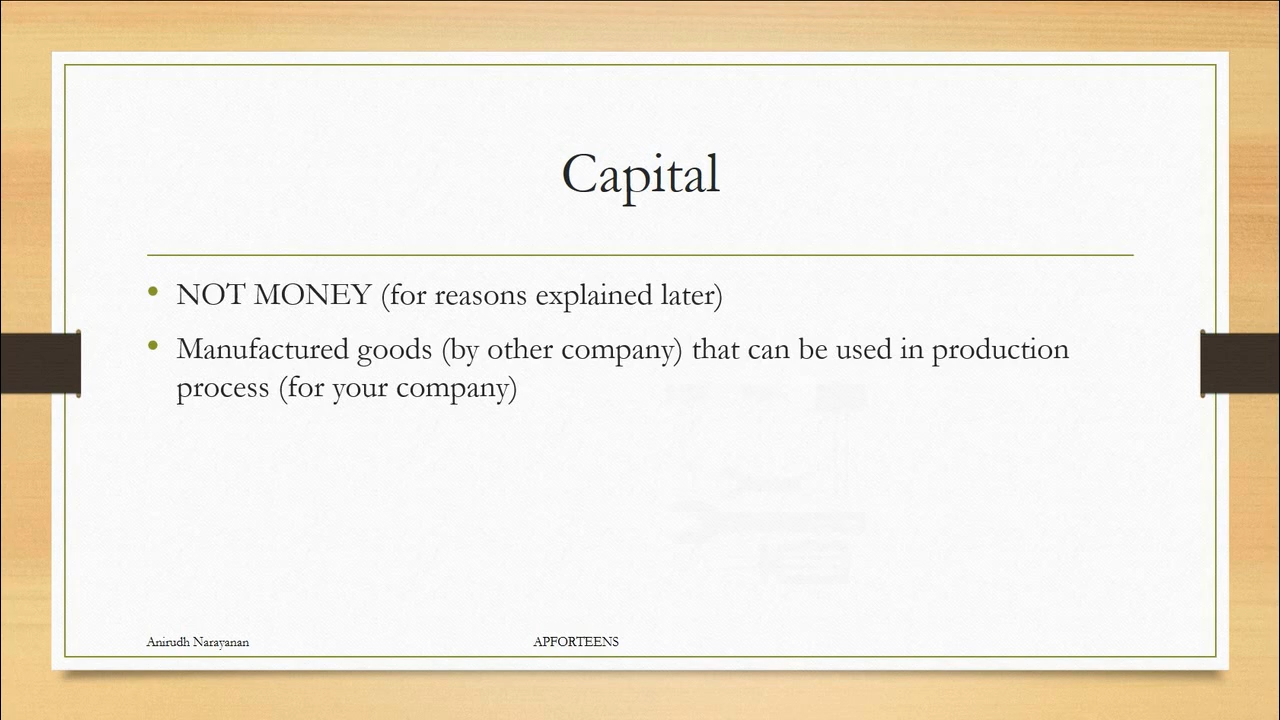 Capital
• NOT MONEY (for reasons explained later)
• Manufactured goods (by other company) that can be used in production
process (for your company)
Anirudh Narayanan
APFORTEENS